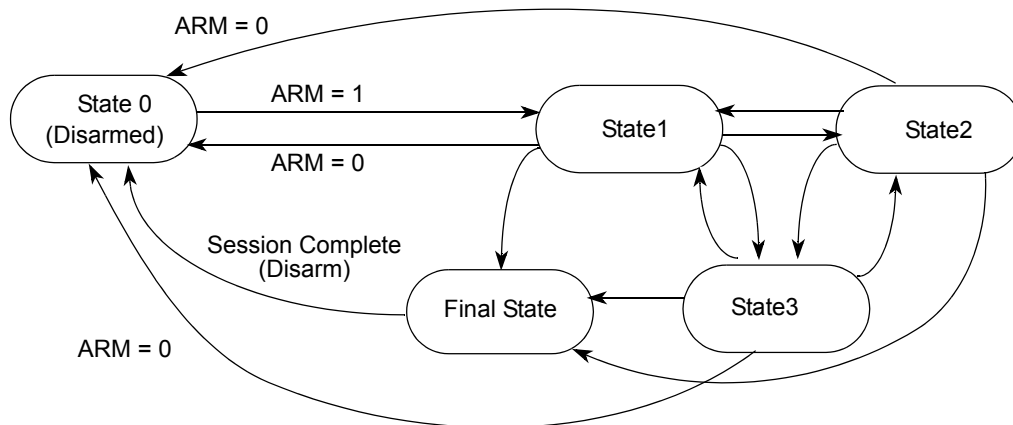 ARM = 0
State 0
(Disarmed)
ARM = 1
State1
State2
ARM = 0
Session Complete
(Disarm)
Final State
State3
ARM = 0